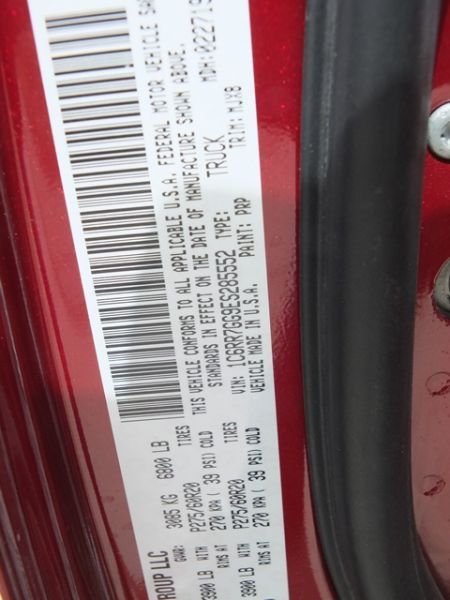 ROUP LLC
GVWR: 3085 KG 6800 LB
3900 LB WITH P275/60R20 TIRES
RIMS AT 270 KPA ( 39 PSI) COLD
3900 LB WITH P275/60R20 TIRES
RIMS AT 270 KPA ( 39 PSI) COLD
THIS VEHICLE CONFORMS TO ALL APPLICABLE U.S.A. FEDERAL MOTOR VEHICLE SA
STANDARDS IN EFFECT ON THE DATE OF MANUFACTURE SHOWN ABOVE.
VIN: 1C6RR7GG9ES285552 TYPE: TRUCK MDH: 022719
PAINT: PRP TRIM: MJX8
VEHICLE MADE IN U.S.A.